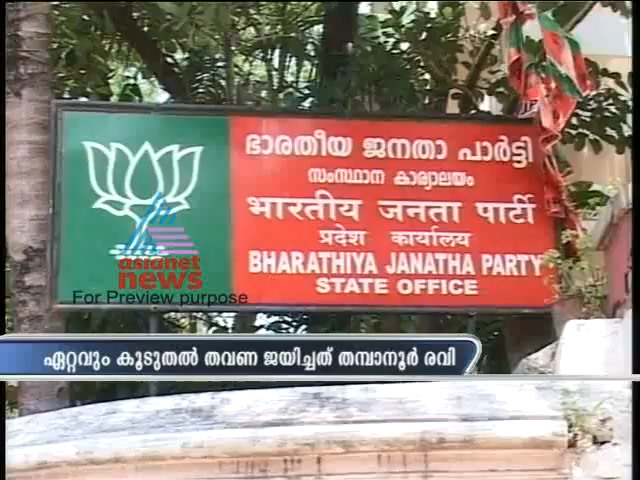 ഭാരതീയ ജനതാ പാർട്ടി
സംസ്ഥാന കാര്യാലയം
भारतीय जनता पार्टी
प्रदेश कार्यालय
BHARATHIYA JANATHA PARTY
STATE OFFICE
asianet
news
For Preview purpose
ഏറ്റവും കൂടുതൽ തവണ ജയിച്ചത് തമ്പാനൂർ രവി